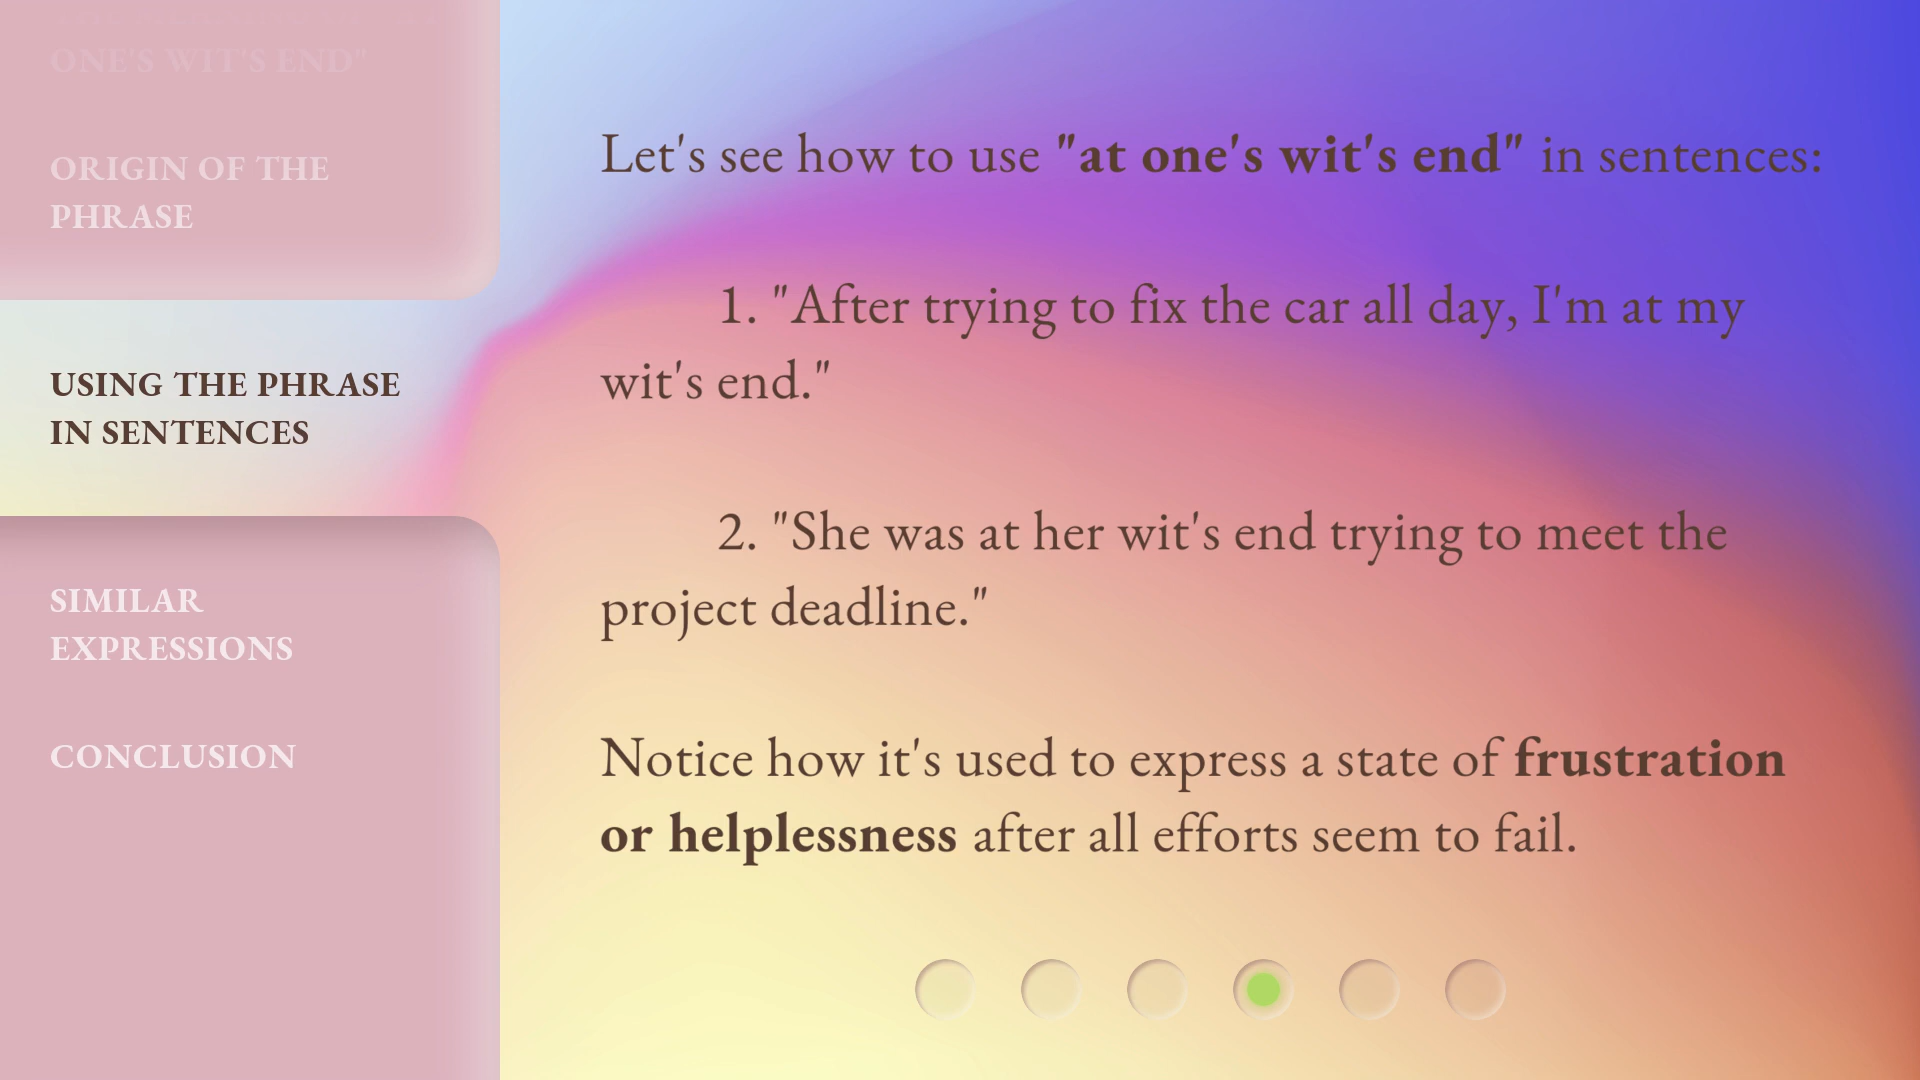 ONE'S WIT'S END"
ORIGIN OF THE
PHRASE
USING THE PHRASE
IN SENTENCES
SIMILAR
EXPRESSIONS
CONCLUSION
Let's see how to use "at one's wit's end" in sentences:
1. "After trying to fix the car all day, I'm at my
wit's end."
2. "She was at her wit's end trying to meet the
project deadline."
Notice how it's used to express a state of frustration
or helplessness after all efforts seem to fail.